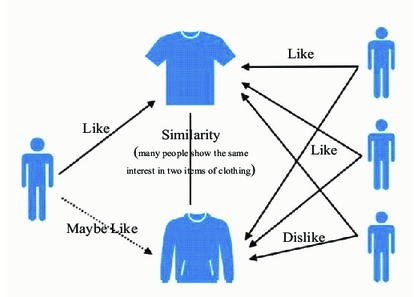 Like
Like
Similarity
(many people show the same
interest in two items of clothing)
Like
Maybe Like
Dislike